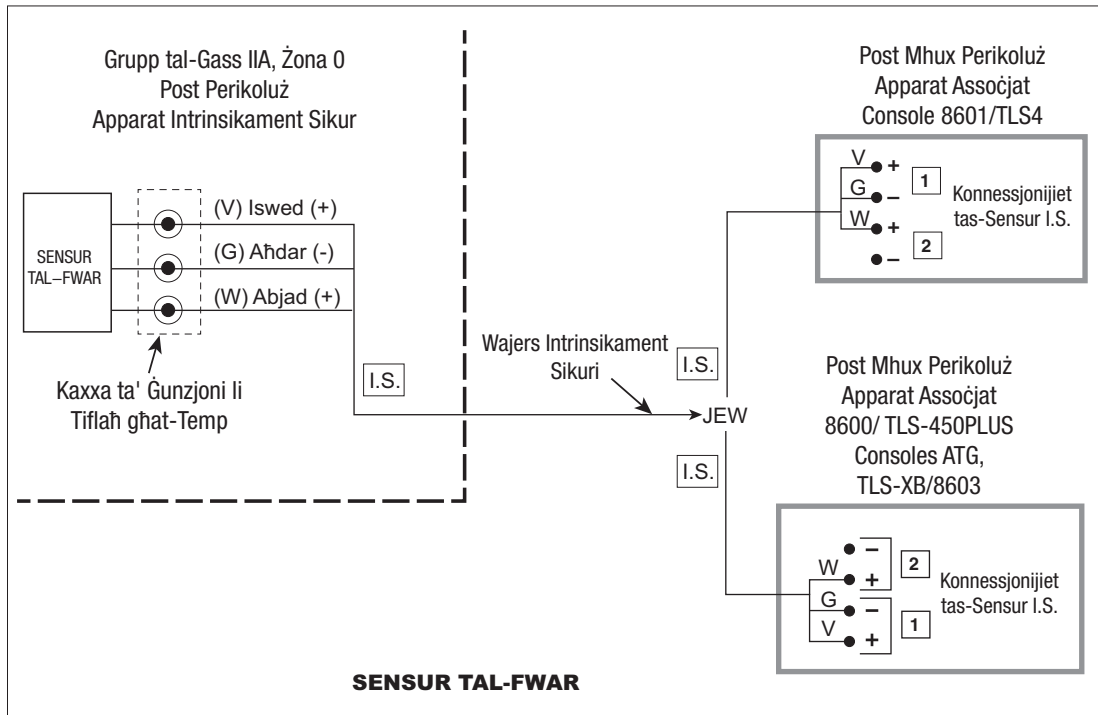 Grupp tal-Gass IIA, Żona 0
Post Perikoluż
Apparat Intrinsikament Sikur
SENSUR
TAL–FWAR
(V) Iswed (+)
(G) Aħdar (-)
(W) Abjad (+)
Kaxxa ta' Ġunzjoni li
Tiflaħ għat-Temp
I.S.
Wajers Intrinsikament
Sikuri
I.S.
JEW
I.S.
Post Mhux Perikoluż
Apparat Assoċjat
Console 8601/TLS4
V +
G –
W +
–
1
2
Konnessjonijiet
tas-Sensur I.S.
Post Mhux Perikoluż
Apparat Assoċjat
8600/ TLS-450PLUS
Consoles ATG,
TLS-XB/8603
–
W +
G –
V +
2
1
Konnessjonijiet
tas-Sensur I.S.
SENSUR TAL-FWAR